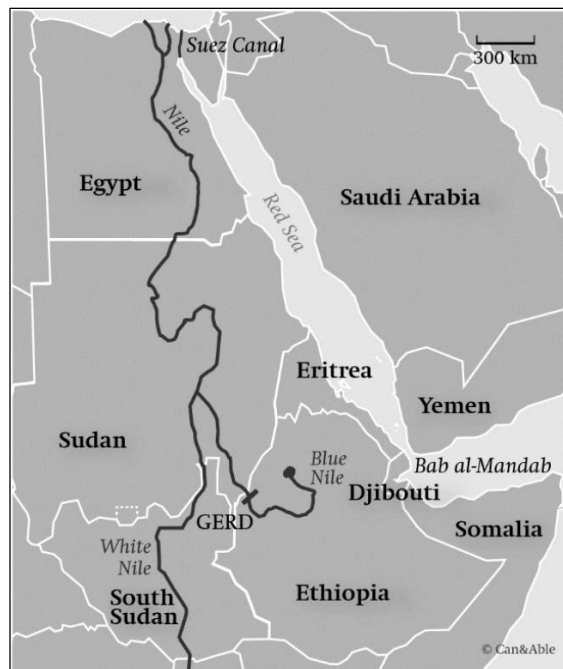 Suez Canal
300 km
Nile
Egypt
Saudi Arabia
Red Sea
Eritrea
Yemen
Sudan
Blue
Nile
Bab al-Mandab
Djibouti
GERD
Somalia
White
Nile
Ethiopia
South
Sudan
© Can&Able